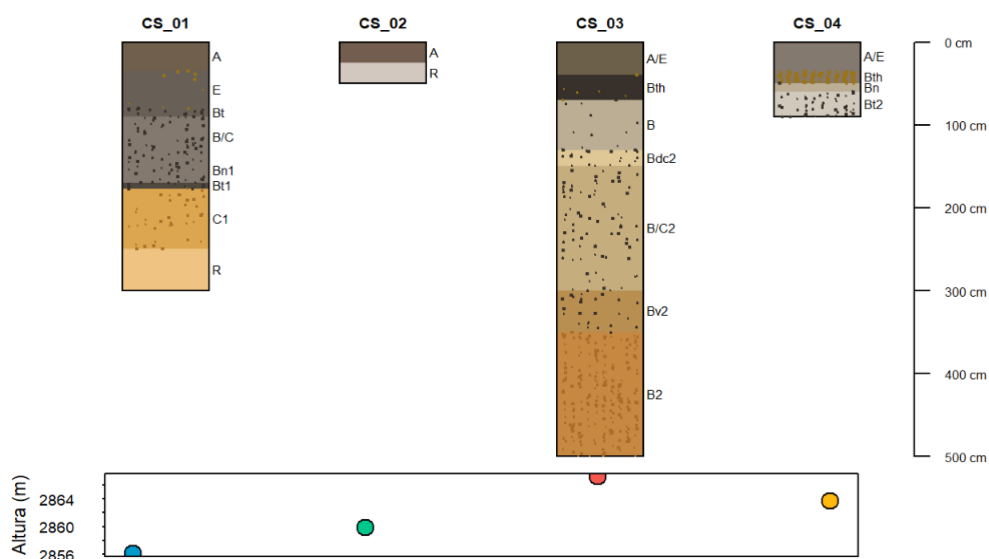 CS_01 CS_02 CS_03 CS_04
A
E
Bt
B/C
Bn1
Bt1
C1
R
A
R
A/E
Bth
B
Bdc2
B/C2
Bv2
B2
A/E
Bth
Bn
Bt2
0 cm
100 cm
200 cm
300 cm
400 cm
500 cm
Altura (m)
2864
2860
2856